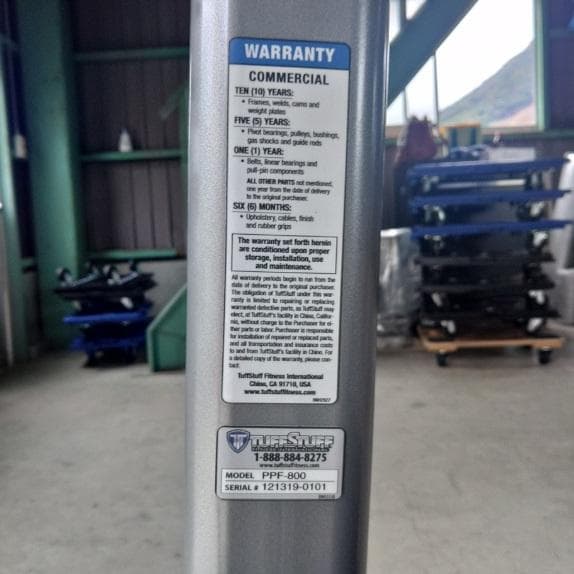 WARRANTY
COMMERCIAL
TEN (10) YEARS:
• Frames, welds, cams and
weight plates
FIVE (5) YEARS:
• Pivot bearings, pulleys, bushings,
gas shocks and guide rods
ONE (1) YEAR:
• Belts, linear bearings and
pull-pin components
ALL OTHER PARTS not mentioned,
one year from the date of delivery
to the original purchaser.
SIX (6) MONTHS:
• Upholstery, cables, finish
and rubber grips
The warranty set forth herein
are conditioned upon proper
storage, installation, use
and maintenance.
All warranty periods begin to run from the
date of delivery to the original purchaser.
The obligation of TuffStuff under this war-
ranty is limited to repairing or replacing
warranted defective parts, as TuffStuff may
elect, at TuffStuff's facility in Chino, Califor-
nia, without charge to the Purchaser for ei-
ther parts or labor. Purchaser is responsible
for installation of repaired or replaced parts,
and all transportation and insurance costs
to and from TuffStuff's facility in Chino. For
a detailed copy of the warranty, please con-
tact:
TuffStuff Fitness International
Chino, CA 91710, USA
www.tuffstuffitness.com
TUFFSTUFF
1-888-884-8275
www.tuffstuffitness.com
MODEL PPF-800
SERIAL # 121319-0101